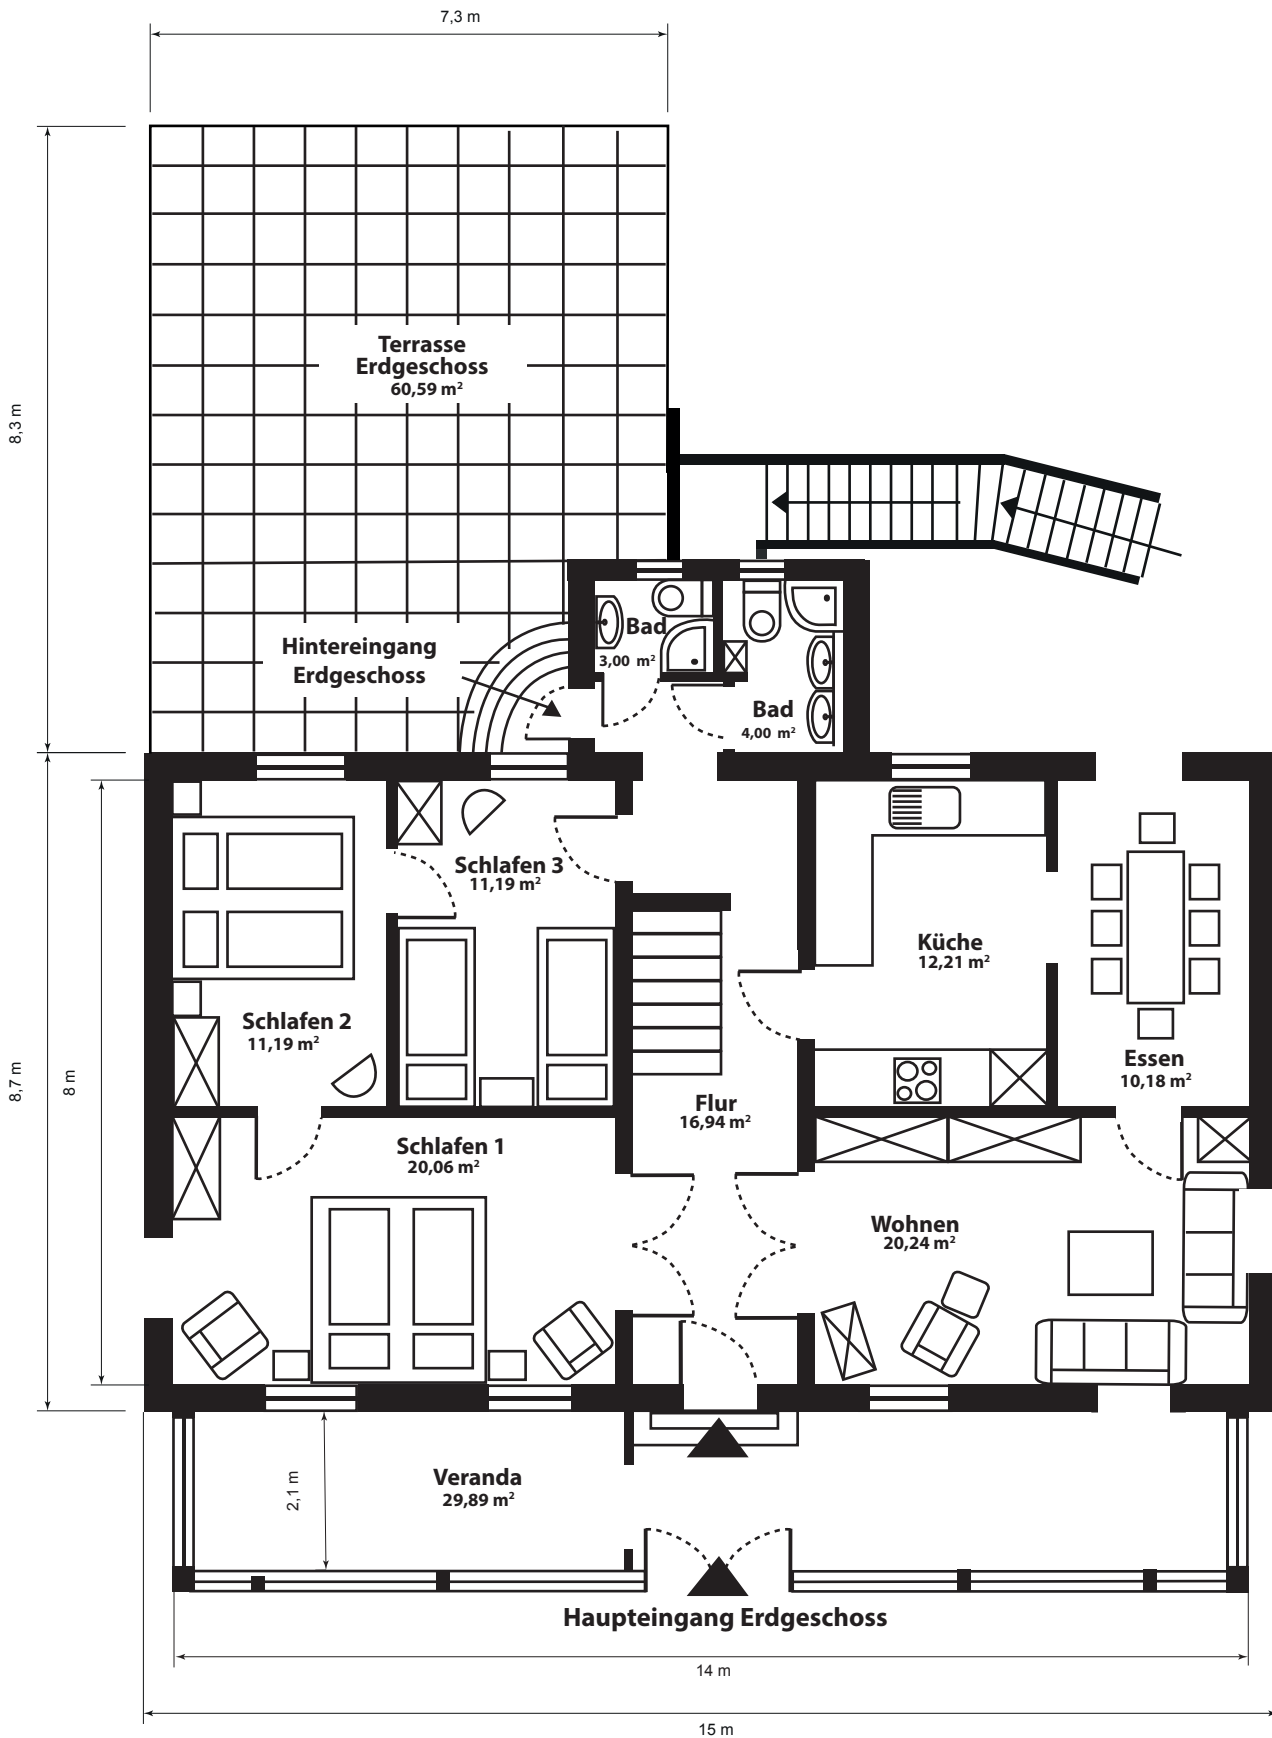 7,3 m
8,3 m
Terrasse
Erdgeschoss
60,59 m²
Hintereingang
Erdgeschoss
Bad
3,00 m²
Bad
4,00 m²
8,7 m
8 m
Schlafen 3
11,19 m²
Küche
12,21 m²
Schlafen 2
11,19 m²
Essen
10,18 m²
Flur
16,94 m²
Schlafen 1
20,06 m²
Wohnen
20,24 m²
2,1 m
Veranda
29,89 m²
Haupteingang Erdgeschoss
14 m
15 m